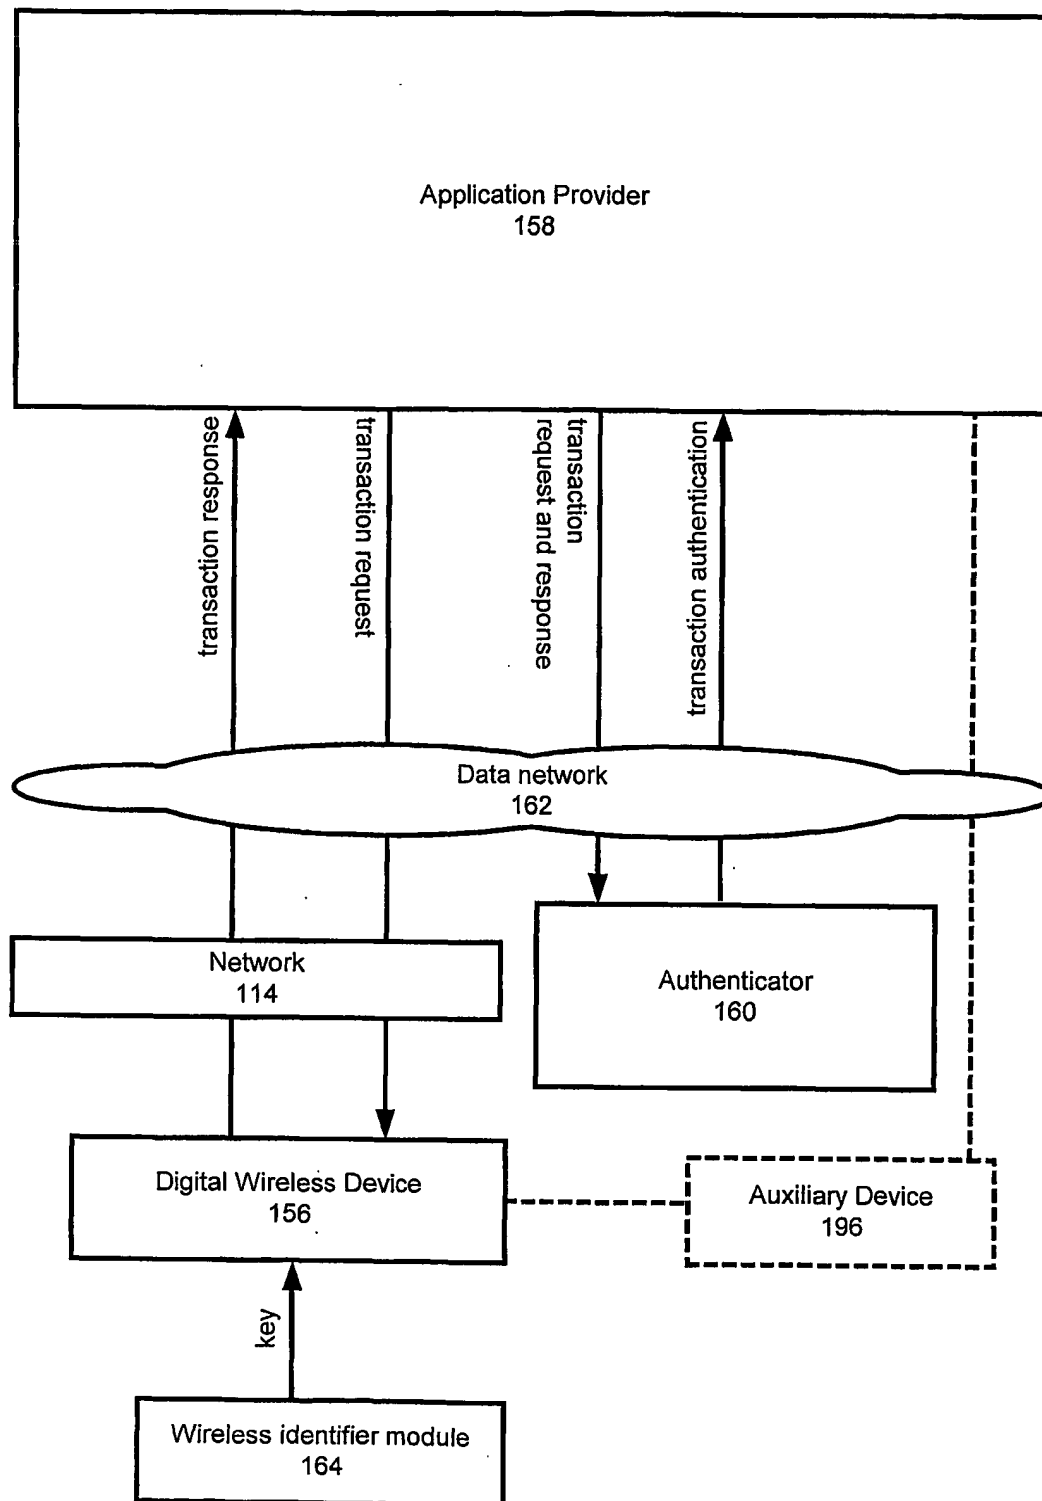 Application Provider
158
transaction response
transaction request
transaction
request and response
transaction authentication
Data network
162
Network
114
Authenticator
160
Digital Wireless Device
156
Auxiliary Device
196
key
Wireless identifier module
164